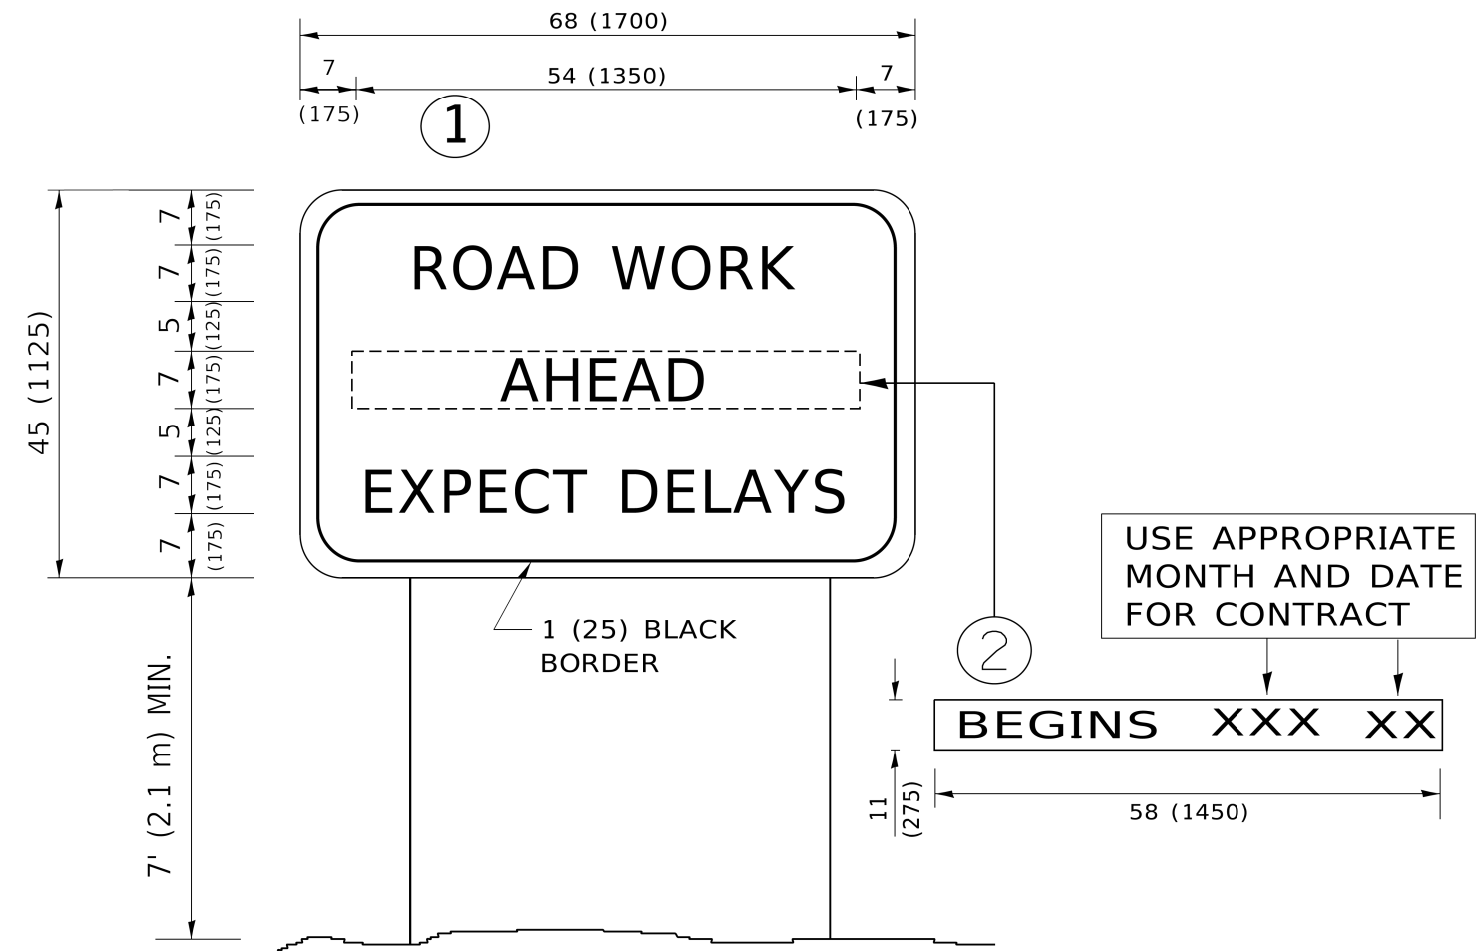 68 (1700)
7
54 (1350)
7
(175)
(175)
1
7
(175)
7
(175)
5
(125)
7
(175)
5
(125)
7
(175)
7
(175)
45 (1125)
ROAD WORK
AHEAD
EXPECT DELAYS
1 (25) BLACK
BORDER
7' (2.1 m) MIN.
USE APPROPRIATE
MONTH AND DATE
FOR CONTRACT
2
BEGINS XXX XX
11
(275)
58 (1450)